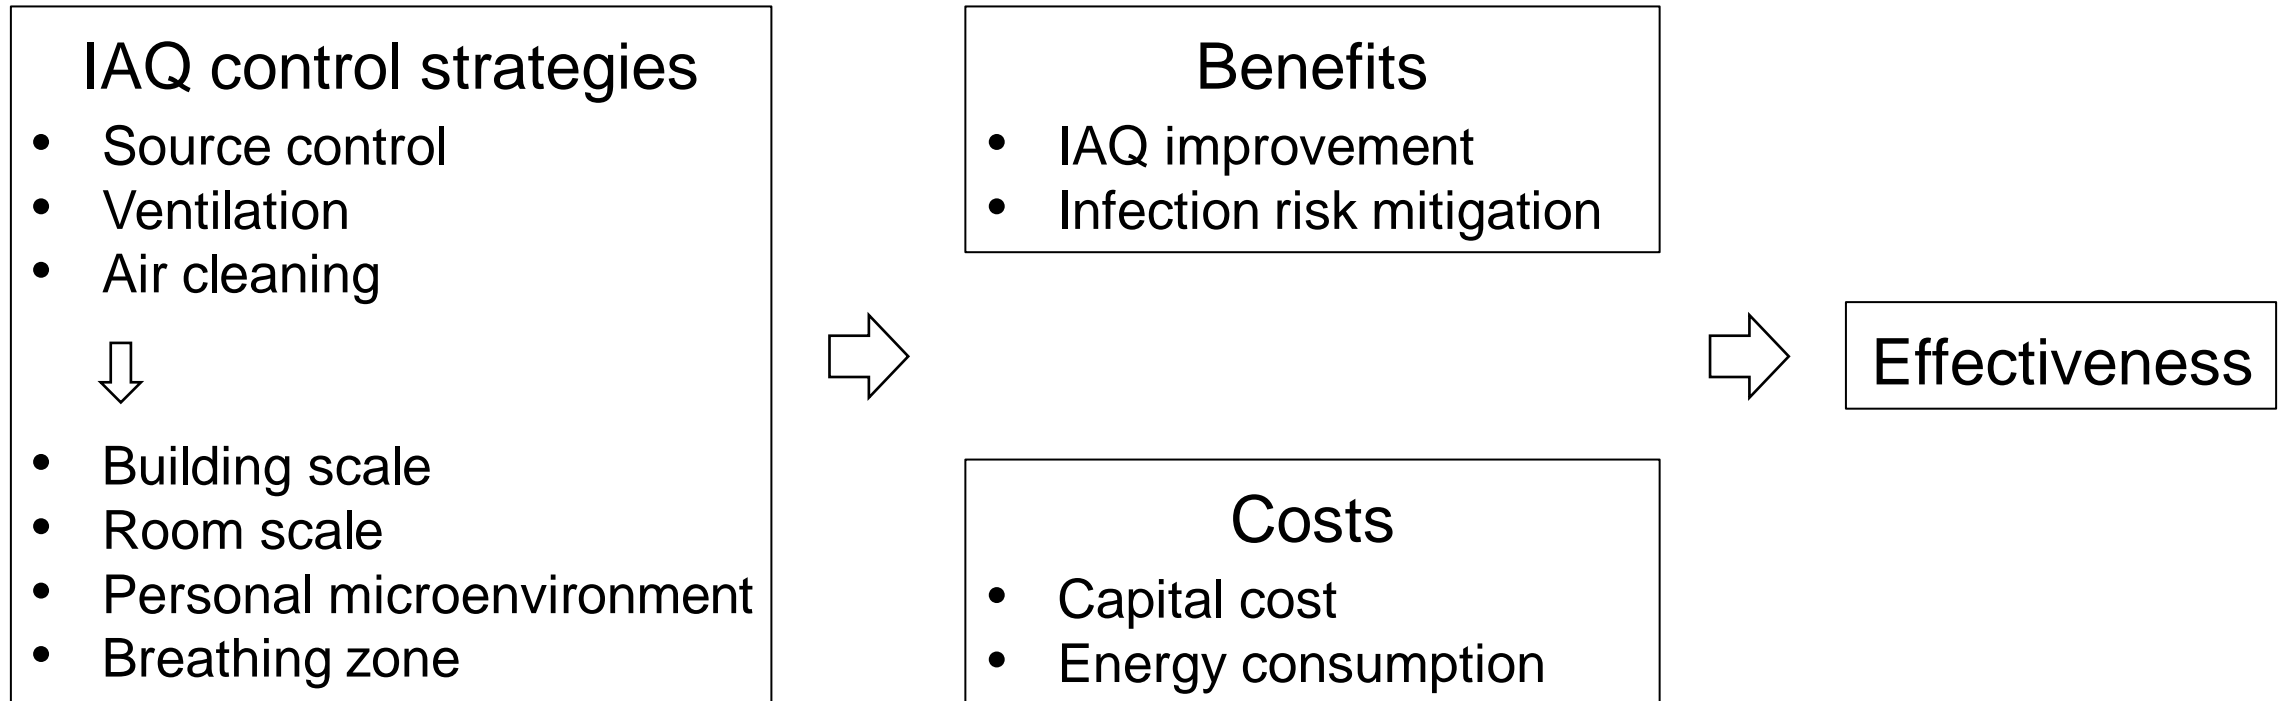 IAQ control strategies
• Source control
• Ventilation
• Air cleaning
• Building scale
• Room scale
• Personal microenvironment
• Breathing zone
Benefits
• IAQ improvement
• Infection risk mitigation
Costs
• Capital cost
• Energy consumption
Effectiveness